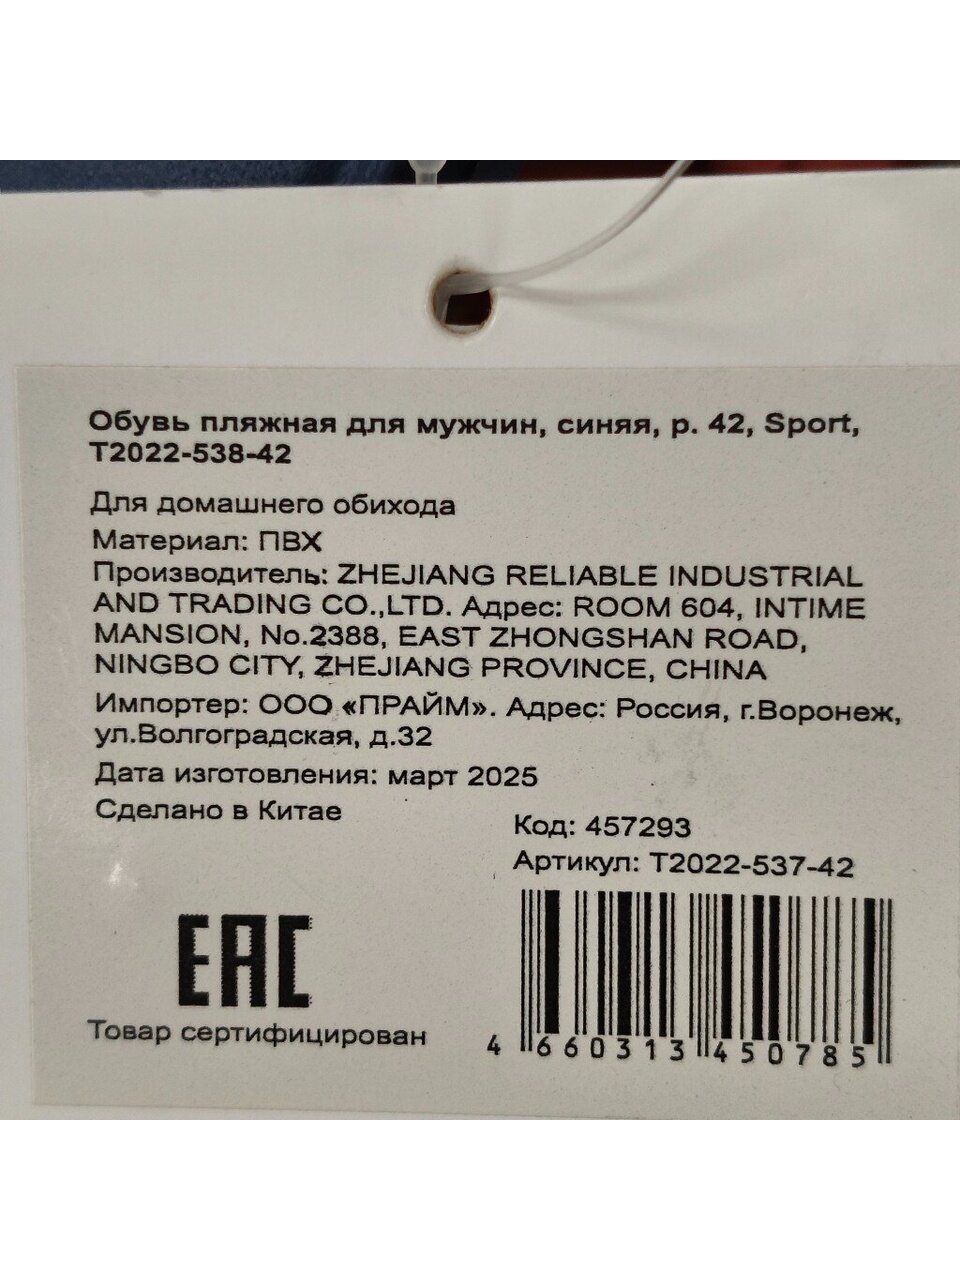 Обувь пляжная для мужчин, синяя, р. 42, Sport,
T2022-538-42
Для домашнего обихода
Материал: ПВХ
Производитель: ZHEJIANG RELIABLE INDUSTRIAL
AND TRADING CO.,LTD. Адрес: ROOM 604, INTIME
MANSION, No.2388, EAST ZHONGSHAN ROAD,
NINGBO CITY, ZHEJIANG PROVINCE, CHINA
Импортер: ООО «ПРАЙМ». Адрес: Россия, г.Воронеж,
ул.Волгоградская, д.32
Дата изготовления: март 2025
Сделано в Китае
Код: 457293
Артикул: T2022-537-42
EAC
Товар сертифицирован
4 660313 450785